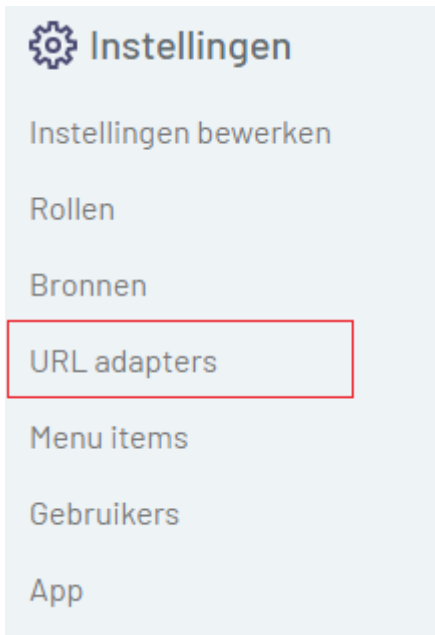 Instellingen
Instellingen bewerken
Rollen
Bronnen
URL adapters
Menu items
Gebruikers
App